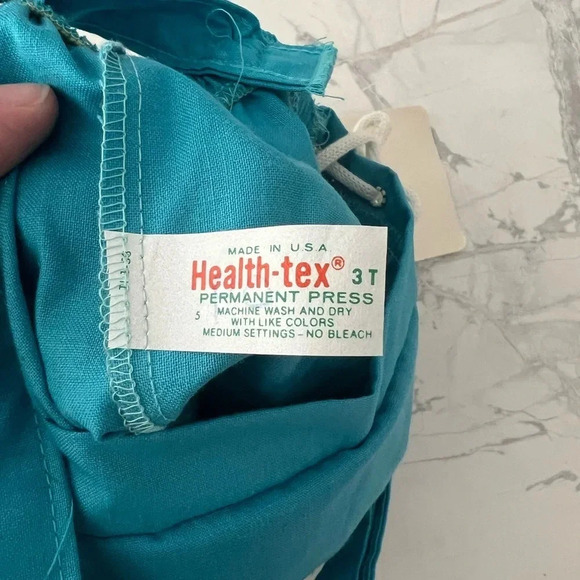 MADE IN U.S.A.
Health-tex® 3T
PERMANENT PRESS
5 MACHINE WASH AND DRY
WITH LIKE COLORS
MEDIUM SETTINGS – NO BLEACH